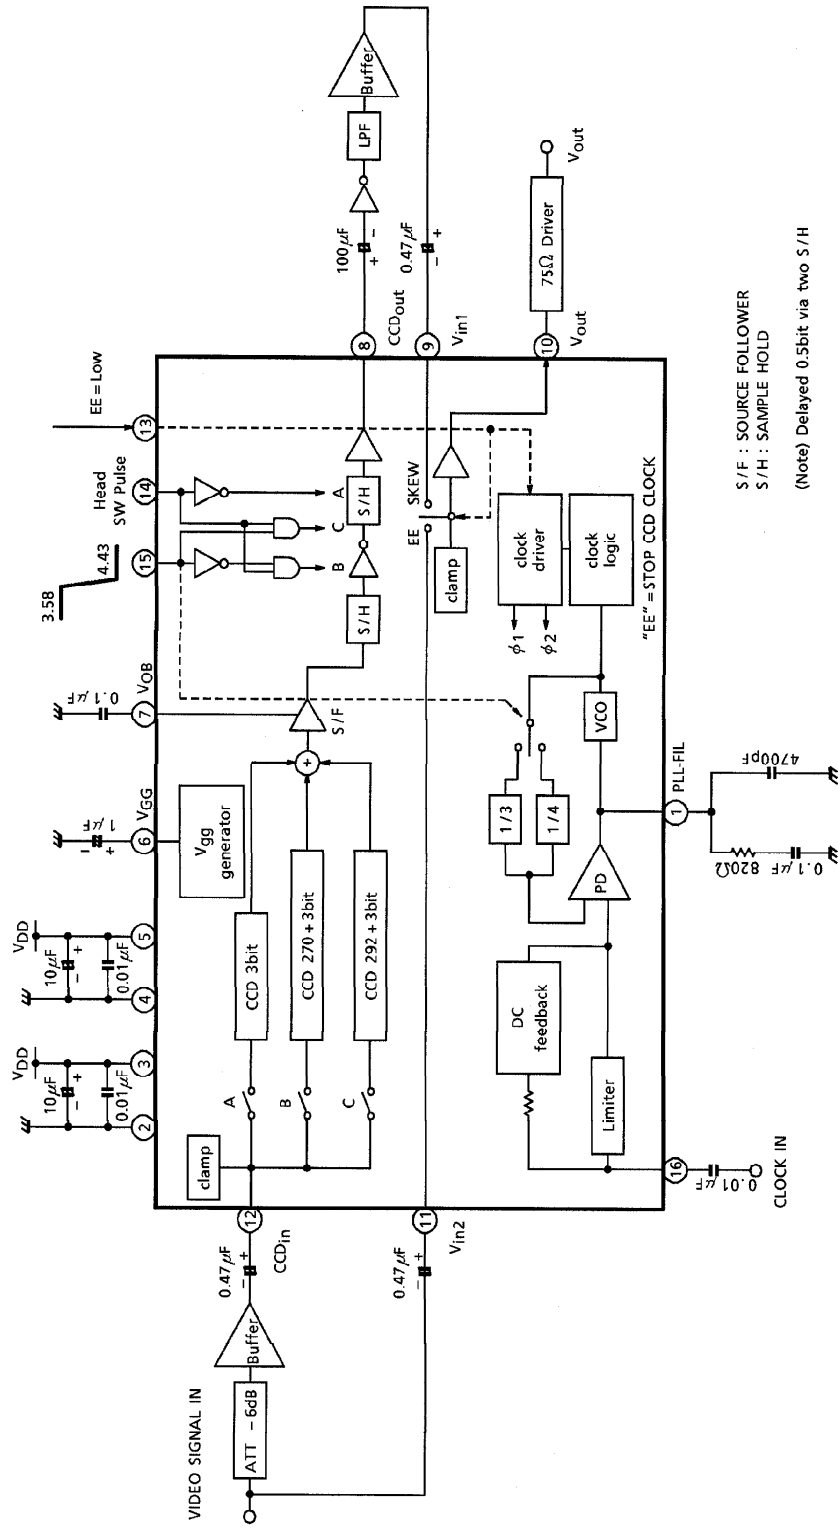 VIDEO SIGNAL IN
ATT −6dB
Buffer
0.47μF
− +
0.47μF
− +
12
CCDin
11
Vin2
2
3
4
5
6
7
15
14
13
VDD
10μF
− +
0.01μF
VDD
10μF
− +
0.01μF
VGG
1μF
− +
VOB
0.1μF
3.58
4.43
Head
SW Pulse
EE=Low
clamp
A
B
C
CCD 3bit
CCD 270+3bit
CCD 292+3bit
Vgg
generator
+
S/F
S/H
S/H
B
C
A
8
CCDout
100μF
+ −
LPF
Buffer
9
Vin1
0.47μF
− +
EE
SKEW
clamp
10
Vout
75Ω Driver
Vout
clock
driver
clock
logic
ϕ1
ϕ2
"EE"=STOP CCD CLOCK
DC
feedback
Limiter
PD
1/3
1/4
VCO
16
0.01μF
CLOCK IN
1
PLL-FIL
820Ω
0.1μF
4700pF
S/F : SOURCE FOLLOWER
S/H : SAMPLE HOLD
(Note) Delayed 0.5bit via two S/H